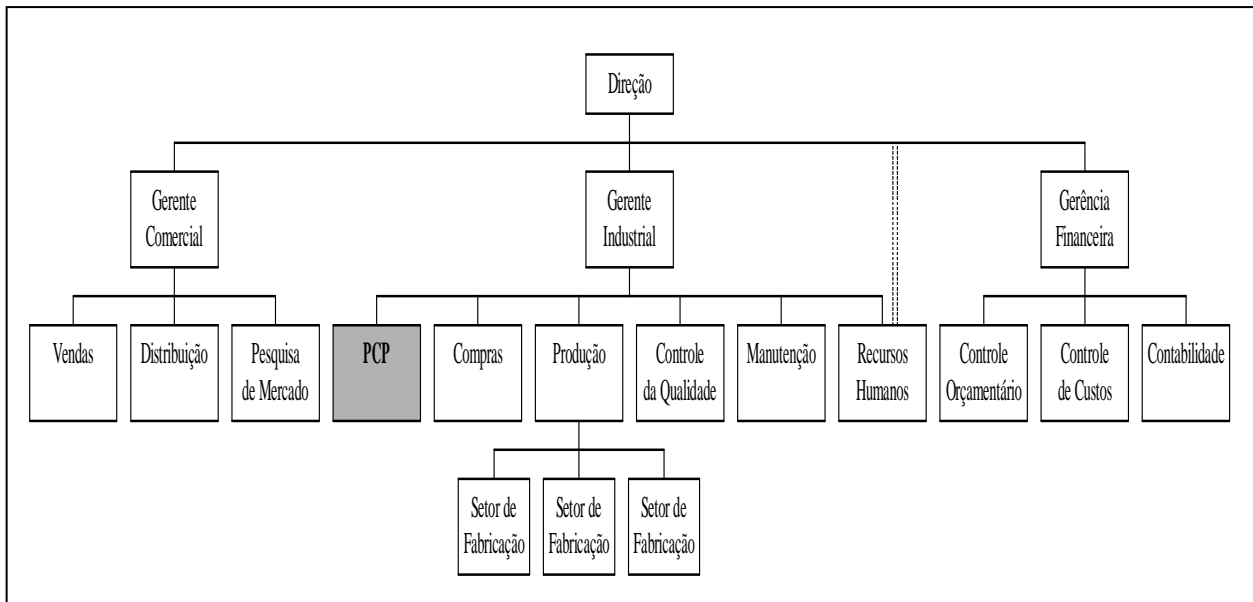 Direção
Gerente
Comercial
Gerente
Industrial
Gerência
Financeira
Vendas
Distribuição
Pesquisa
de Mercado
PCP
Compras
Produção
Controle
da Qualidade
Manutenção
Recursos
Humanos
Controle
Orçamentário
Controle
de Custos
Contabilidade
Setor de
Fabricação
Setor de
Fabricação
Setor de
Fabricação